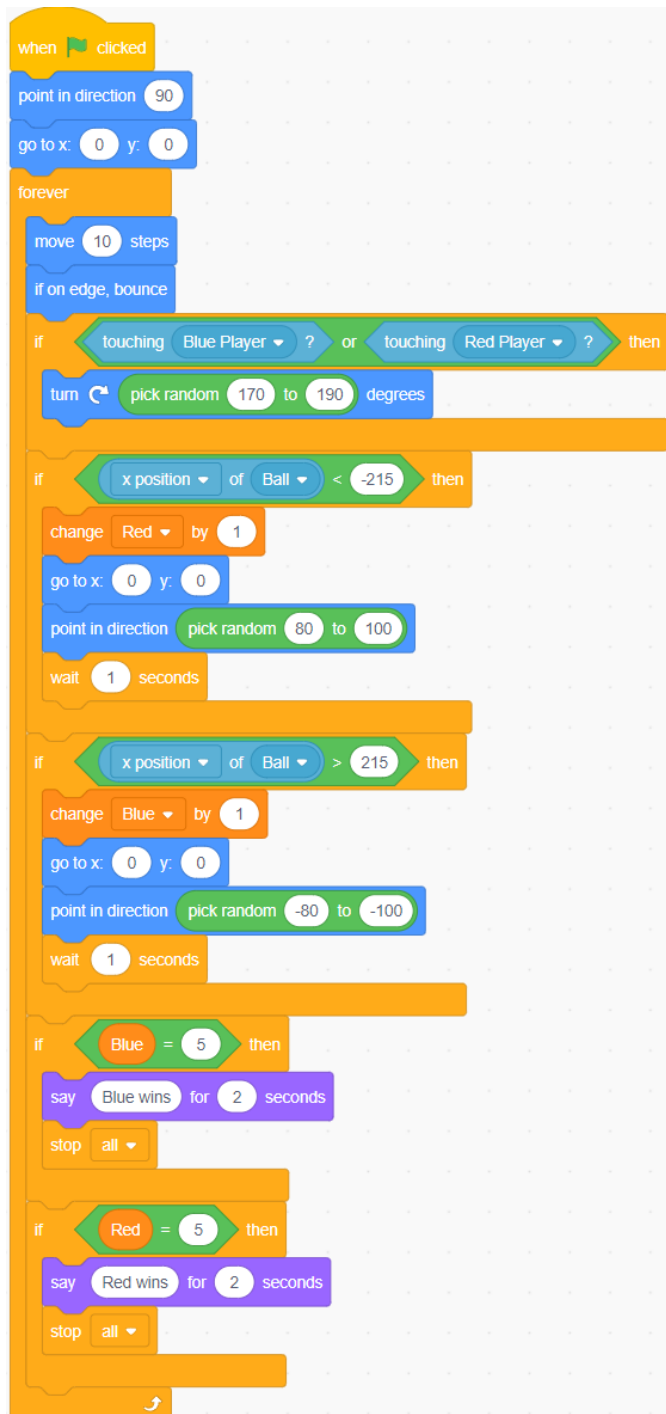 when clicked
point in direction 90
go to x: 0 y: 0
forever
move 10 steps
if on edge, bounce
if touching Blue Player ? or touching Red Player ? then
turn pick random 170 to 190 degrees
if x position of Ball < -215 then
change Red by 1
go to x: 0 y: 0
point in direction pick random 80 to 100
wait 1 seconds
if x position of Ball > 215 then
change Blue by 1
go to x: 0 y: 0
point in direction pick random -80 to -100
wait 1 seconds
if Blue = 5 then
say Blue wins for 2 seconds
stop all
if Red = 5 then
say Red wins for 2 seconds
stop all